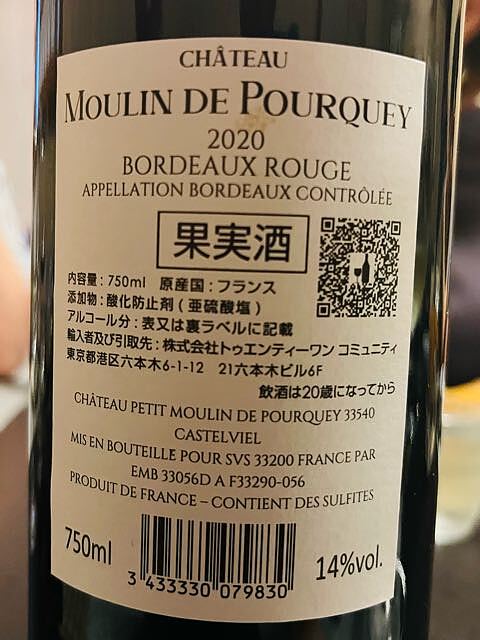 CHÂTEAU
MOULIN DE POURQUEY
2020
BORDEAUX ROUGE
APPELLATION BORDEAUX CONTRÔLÉE
果実酒
内容量：750ml 原産国：フランス
添加物：酸化防止剤（亜硫酸塩）
アルコール分：表又は裏ラベルに記載
輸入者及び引取先：株式会社トゥエンティーワン コミュニティ
東京都港区六本木6-1-12 21六本木ビル6F
飲酒は20歳になってから
CHÂTEAU PETIT MOULIN DE POURQUEY 33540
CASTELVIEL
MIS EN BOUTEILLE POUR SVS 33200 FRANCE PAR
EMB 33056D A F33290-056
PRODUIT DE FRANCE – CONTIENT DES SULFITES
750ml
3 433330 079830
14%vol.